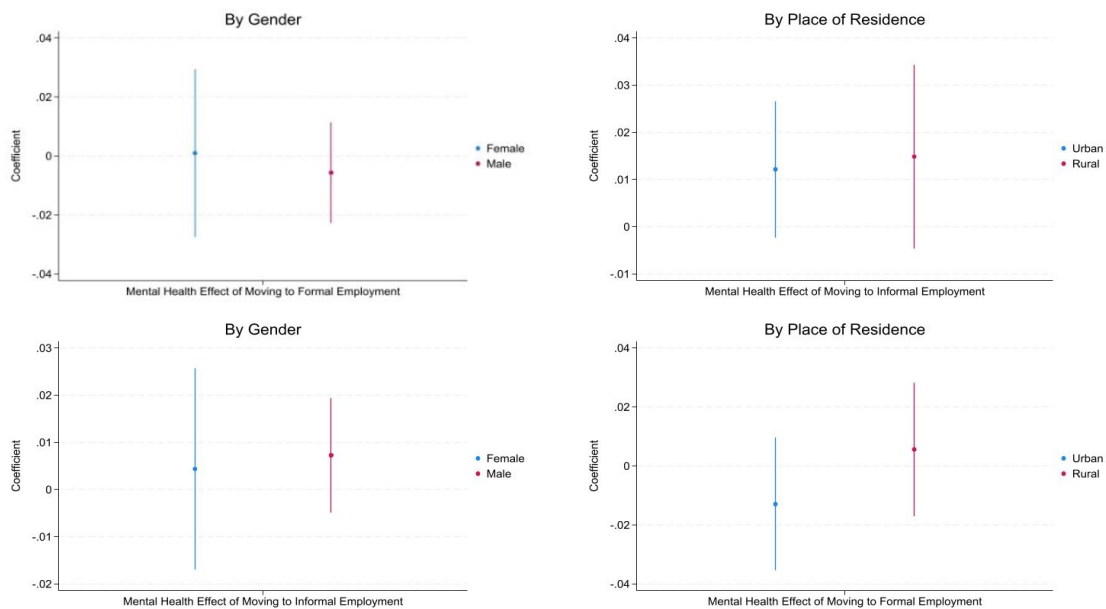 By Gender
.04
.02
0
-.02
-.04
Coefficient
Female
Male
Mental Health Effect of Moving to Formal Employment
By Place of Residence
.04
.03
.02
.01
0
-.01
Coefficient
Urban
Rural
Mental Health Effect of Moving to Informal Employment
By Gender
.03
.02
.01
0
-.01
-.02
Coefficient
Female
Male
Mental Health Effect of Moving to Informal Employment
By Place of Residence
.04
.02
0
-.02
-.04
Coefficient
Urban
Rural
Mental Health Effect of Moving to Formal Employment